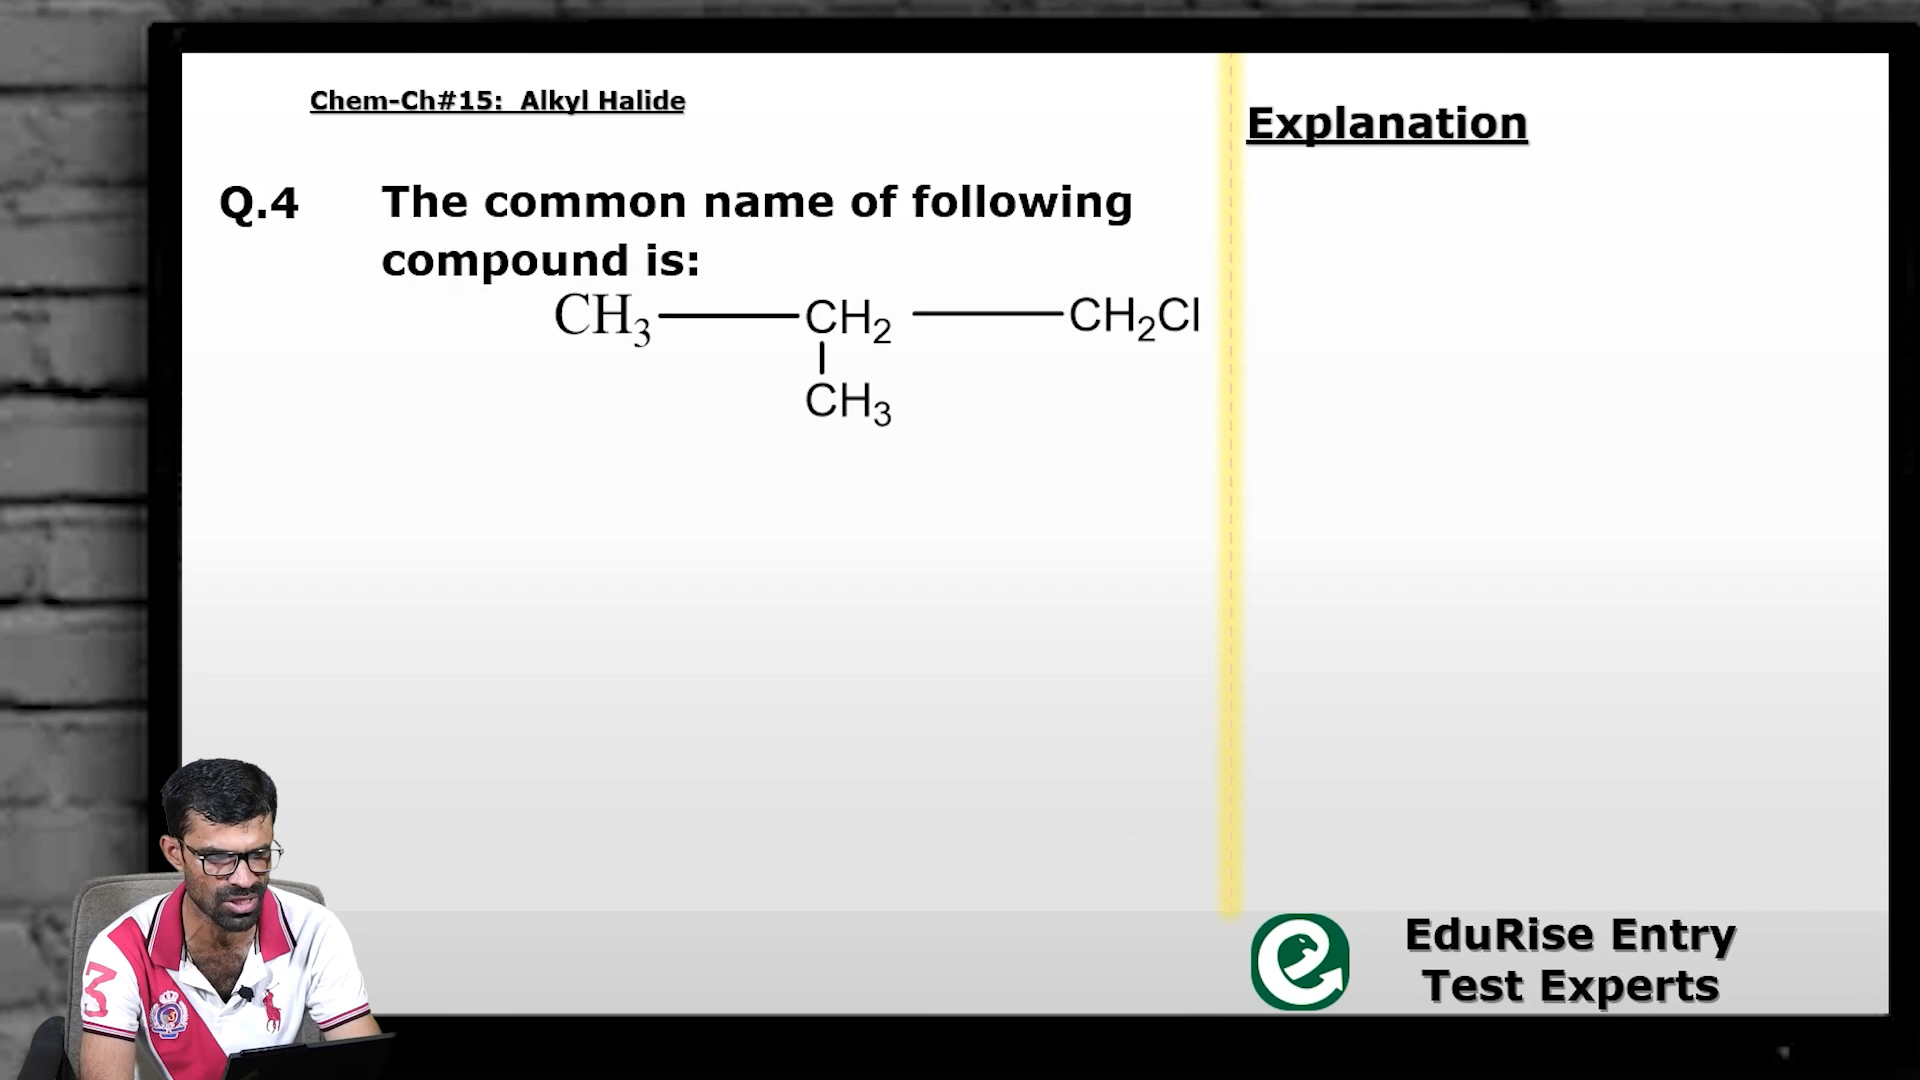 Chem-Ch#15: Alkyl Halide
Explanation
Q.4 The common name of following
compound is:
CH₃ CH₂ CH₂Cl
CH₃
3
EduRise Entry
Test Experts